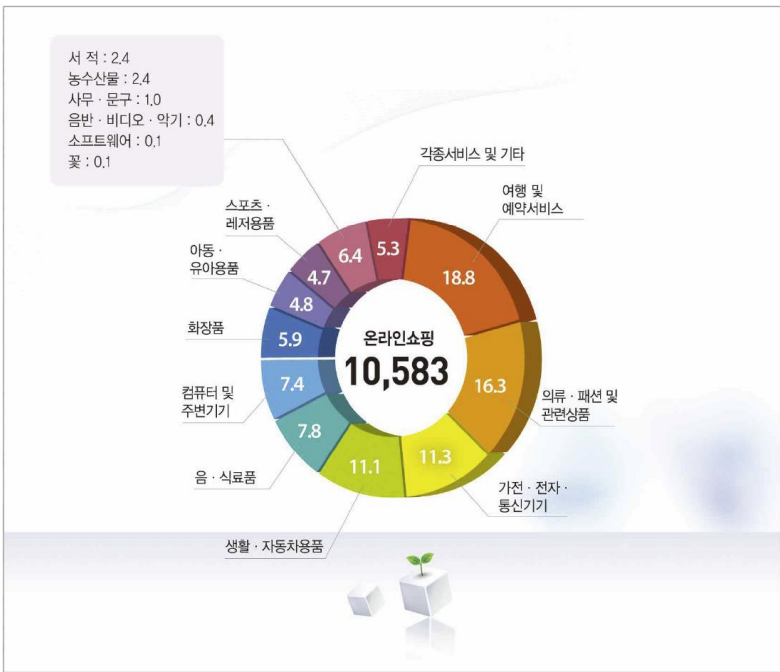 서 적 : 2.4
농수산물 : 2.4
사무 · 문구 : 1.0
음반 · 비디오 · 악기 : 0.4
소프트웨어 : 0.1
꽃 : 0.1
각종서비스 및 기타
여행 및
예약서비스
스포츠 ·
레저용품
아동 ·
유아용품
화장품
컴퓨터 및
주변기기
음 · 식료품
생활 · 자동차용품
가전 · 전자 ·
통신기기
의류 · 패션 및
관련상품
6.4
5.3
18.8
4.7
4.8
5.9
7.4
7.8
11.1
11.3
16.3
온라인쇼핑
10,583